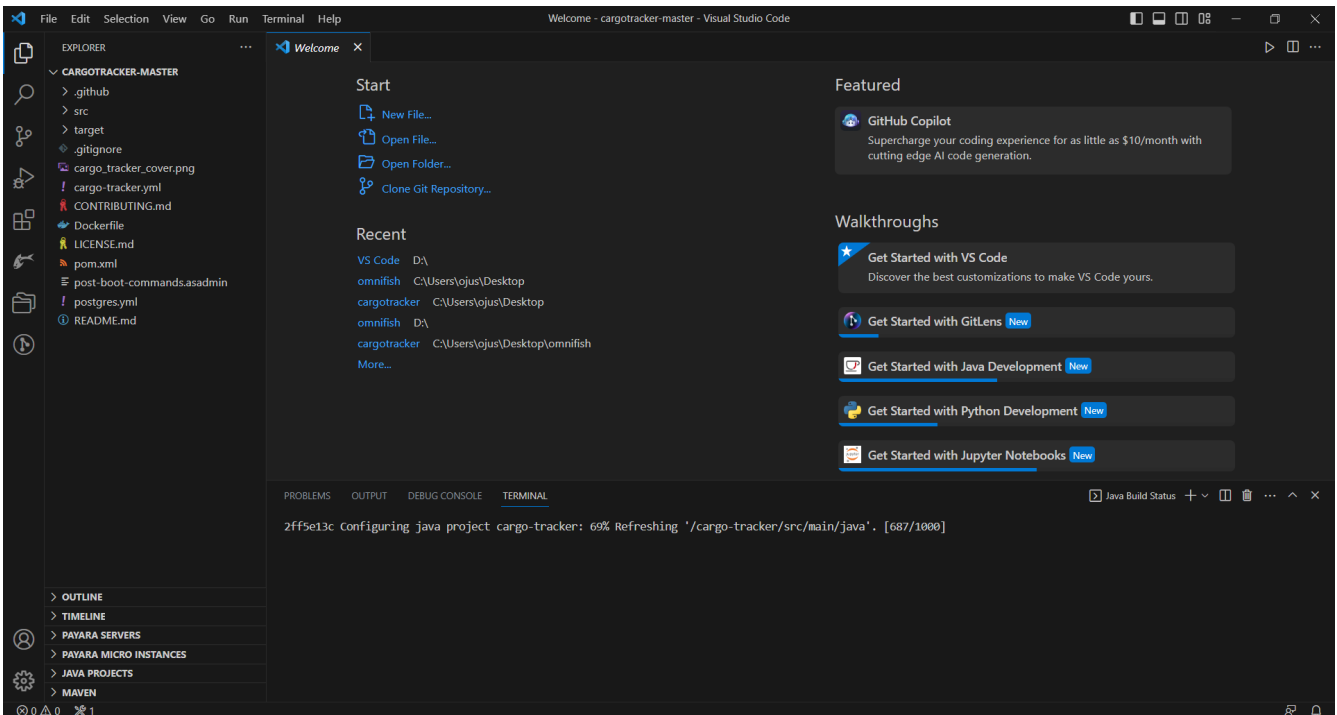 File Edit Selection View Go Run Terminal Help
Welcome - cargotracker-master - Visual Studio Code
EXPLORER
CARGOTRACKER-MASTER
.github
src
target
.gitignore
cargo_tracker_cover.png
cargo-tracker.yml
CONTRIBUTING.md
Dockerfile
LICENSE.md
pom.xml
post-boot-commands.asadmin
postgres.yml
README.md
OUTLINE
TIMELINE
PAYARA SERVERS
PAYARA MICRO INSTANCES
JAVA PROJECTS
MAVEN
Welcome
Start
New File...
Open File...
Open Folder...
Clone Git Repository...
Recent
VS Code D:\
omnifish C:\Users\ojus\Desktop
cargotracker C:\Users\ojus\Desktop
omnifish D:\
cargotracker C:\Users\ojus\Desktop\omnifish
More...
Featured
GitHub Copilot
Supercharge your coding experience for as little as $10/month with
cutting edge AI code generation.
Walkthroughs
Get Started with VS Code
Discover the best customizations to make VS Code yours.
Get Started with GitLens New
Get Started with Java Development New
Get Started with Python Development New
Get Started with Jupyter Notebooks New
PROBLEMS OUTPUT DEBUG CONSOLE TERMINAL
Java Build Status
2ff5e13c Configuring java project cargo-tracker: 69% Refreshing '/cargo-tracker/src/main/java'. [687/1000]
0 0 1